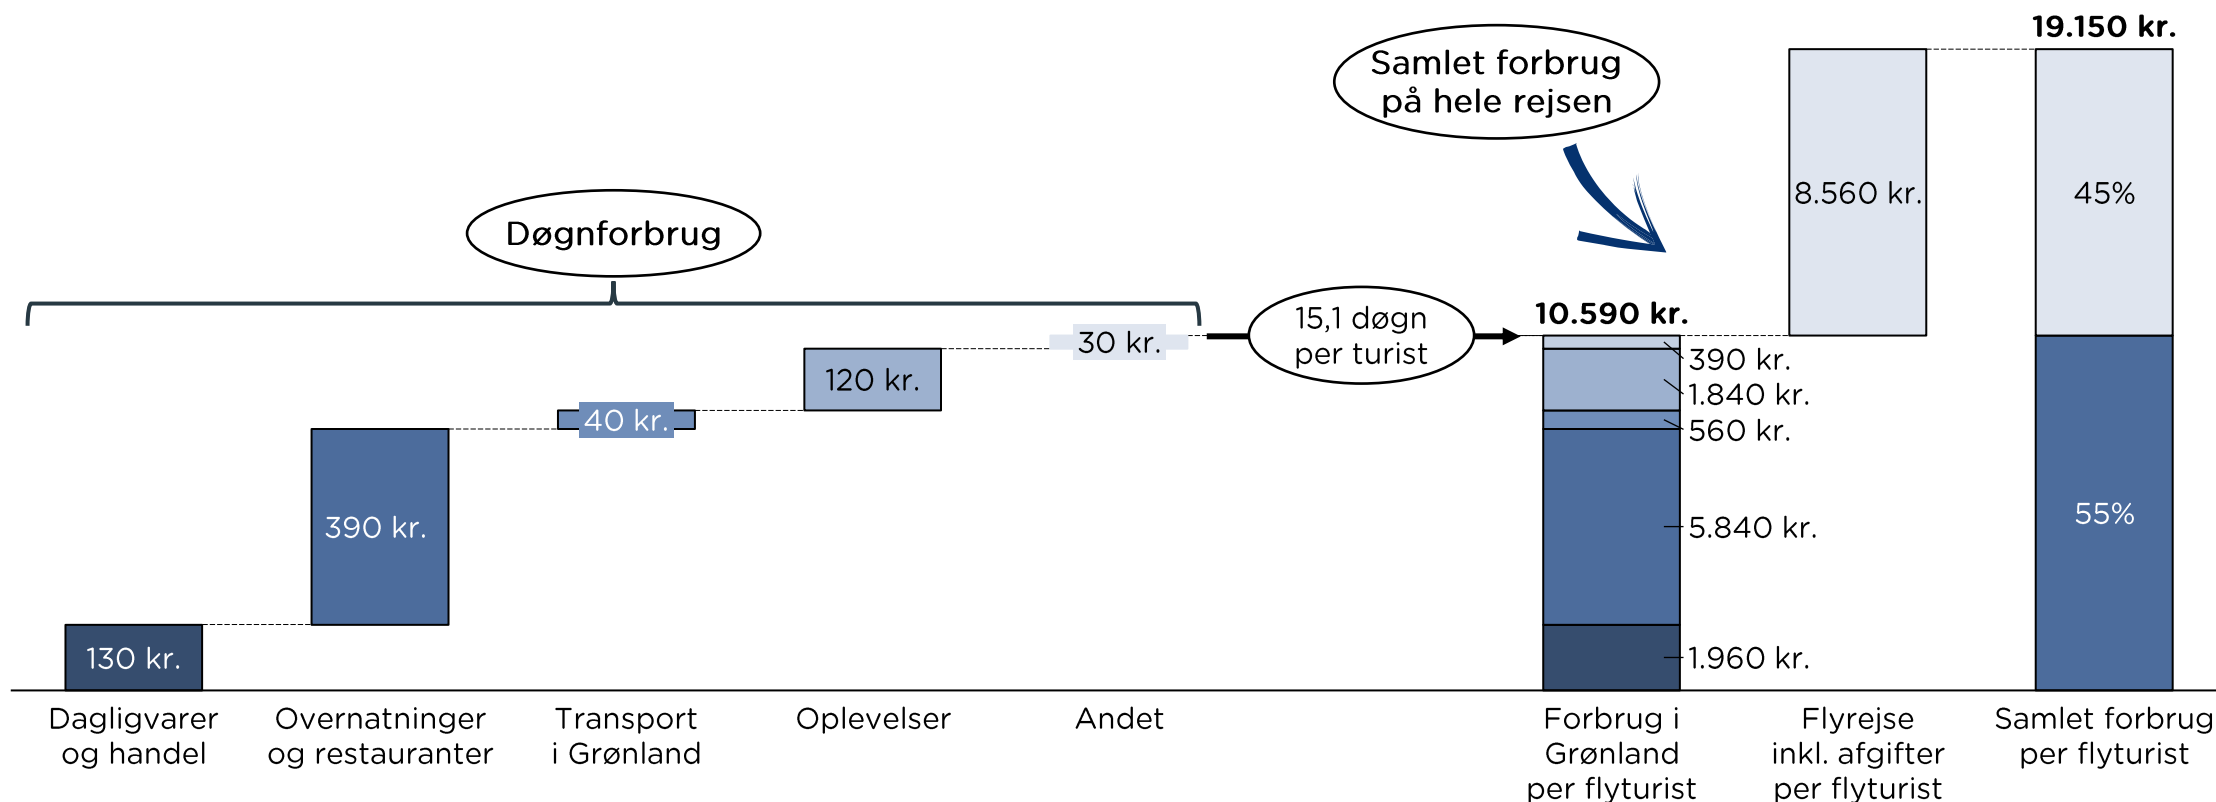 19.150 kr.
Samlet forbrug
på hele rejsen
8.560 kr.
45%
Døgnforbrug
10.590 kr.
15,1 døgn
per turist
30 kr.
390 kr.
120 kr.
1.840 kr.
40 kr.
560 kr.
390 kr.
5.840 kr.
55%
130 kr.
1.960 kr.
Dagligvarer
og handel
Overnatninger
og restauranter
Transport
i Grønland
Oplevelser
Andet
Forbrug i
Grønland
per flyturist
Flyrejse
inkl. afgifter
per flyturist
Samlet forbrug
per flyturist